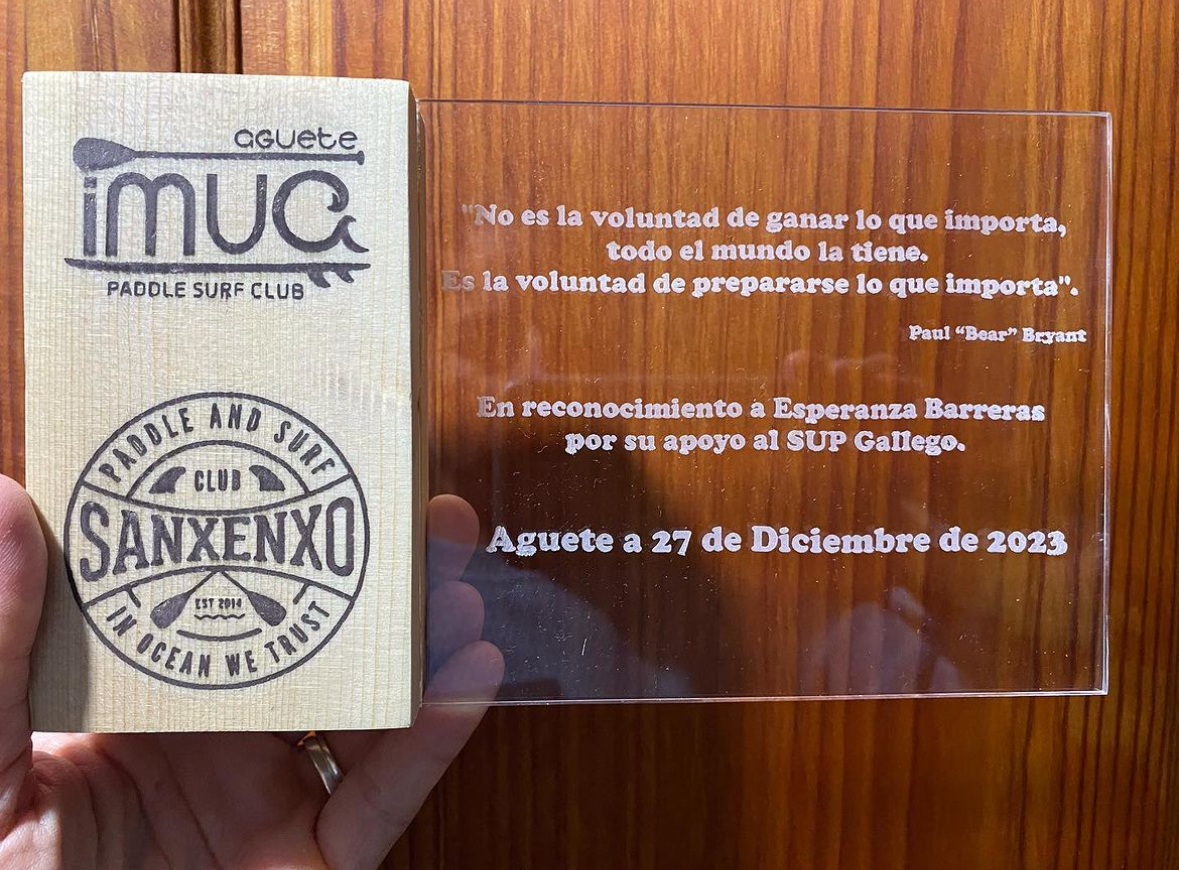 aguete
imua
PADDLE SURF CLUB
PADDLE AND SURF
CLUB
SANXENXO
EST 2014
IN OCEAN WE TRUST
"No es la voluntad de ganar lo que importa,
todo el mundo la tiene.
Es la voluntad de prepararse lo que importa".
Paul “Bear” Bryant
En reconocimiento a Esperanza Barreras
por su apoyo al SUP Gallego.
Aguete a 27 de Diciembre de 2023